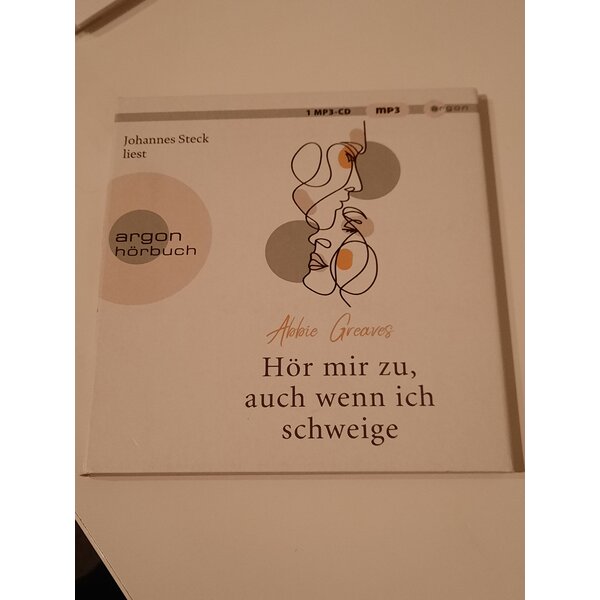 1 MP3-CD mp3 argon
Johannes Steck
liest
argon
hörbuch
Abbie Greaves
Hör mir zu,
auch wenn ich
schweige